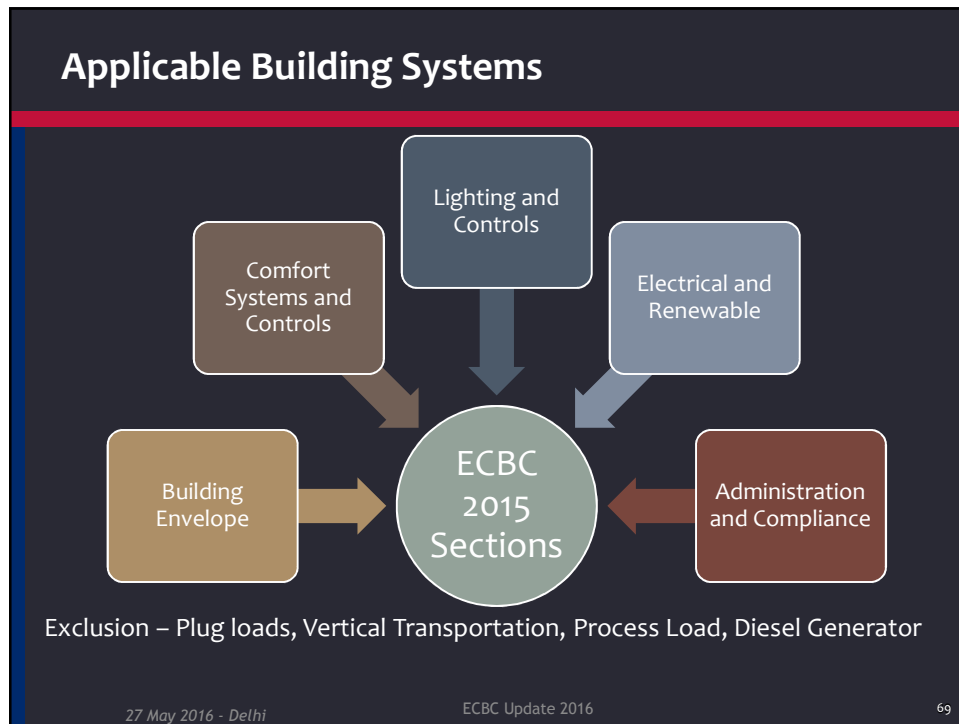 Applicable Building Systems
Lighting and
Controls
Comfort
Systems and
Controls
Electrical and
Renewable
Building
Envelope
ECBC
2015
Sections
Administration
and Compliance
Exclusion – Plug loads, Vertical Transportation, Process Load, Diesel Generator
27 May 2016 - Delhi
ECBC Update 2016
69